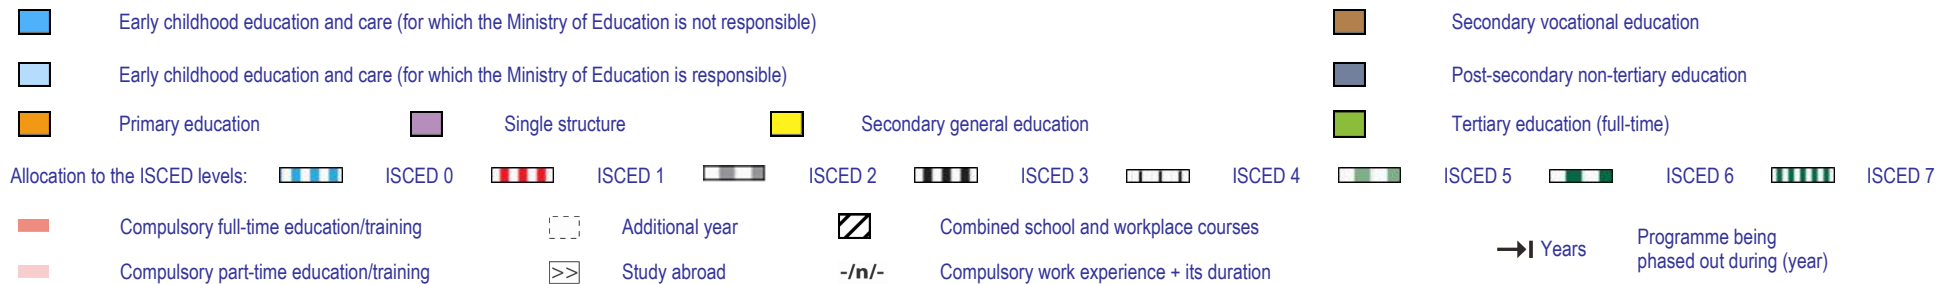 Early childhood education and care (for which the Ministry of Education is not responsible) Secondary vocational education
Early childhood education and care (for which the Ministry of Education is responsible) Post-secondary non-tertiary education
Primary education Single structure Secondary general education Tertiary education (full-time)
Allocation to the ISCED levels: ISCED 0 ISCED 1 ISCED 2 ISCED 3 ISCED 4 ISCED 5 ISCED 6 ISCED 7
Compulsory full-time education/training Additional year Combined school and workplace courses
Years Programme being
phased out during (year)
Compulsory part-time education/training >> Study abroad -/n/- Compulsory work experience + its duration